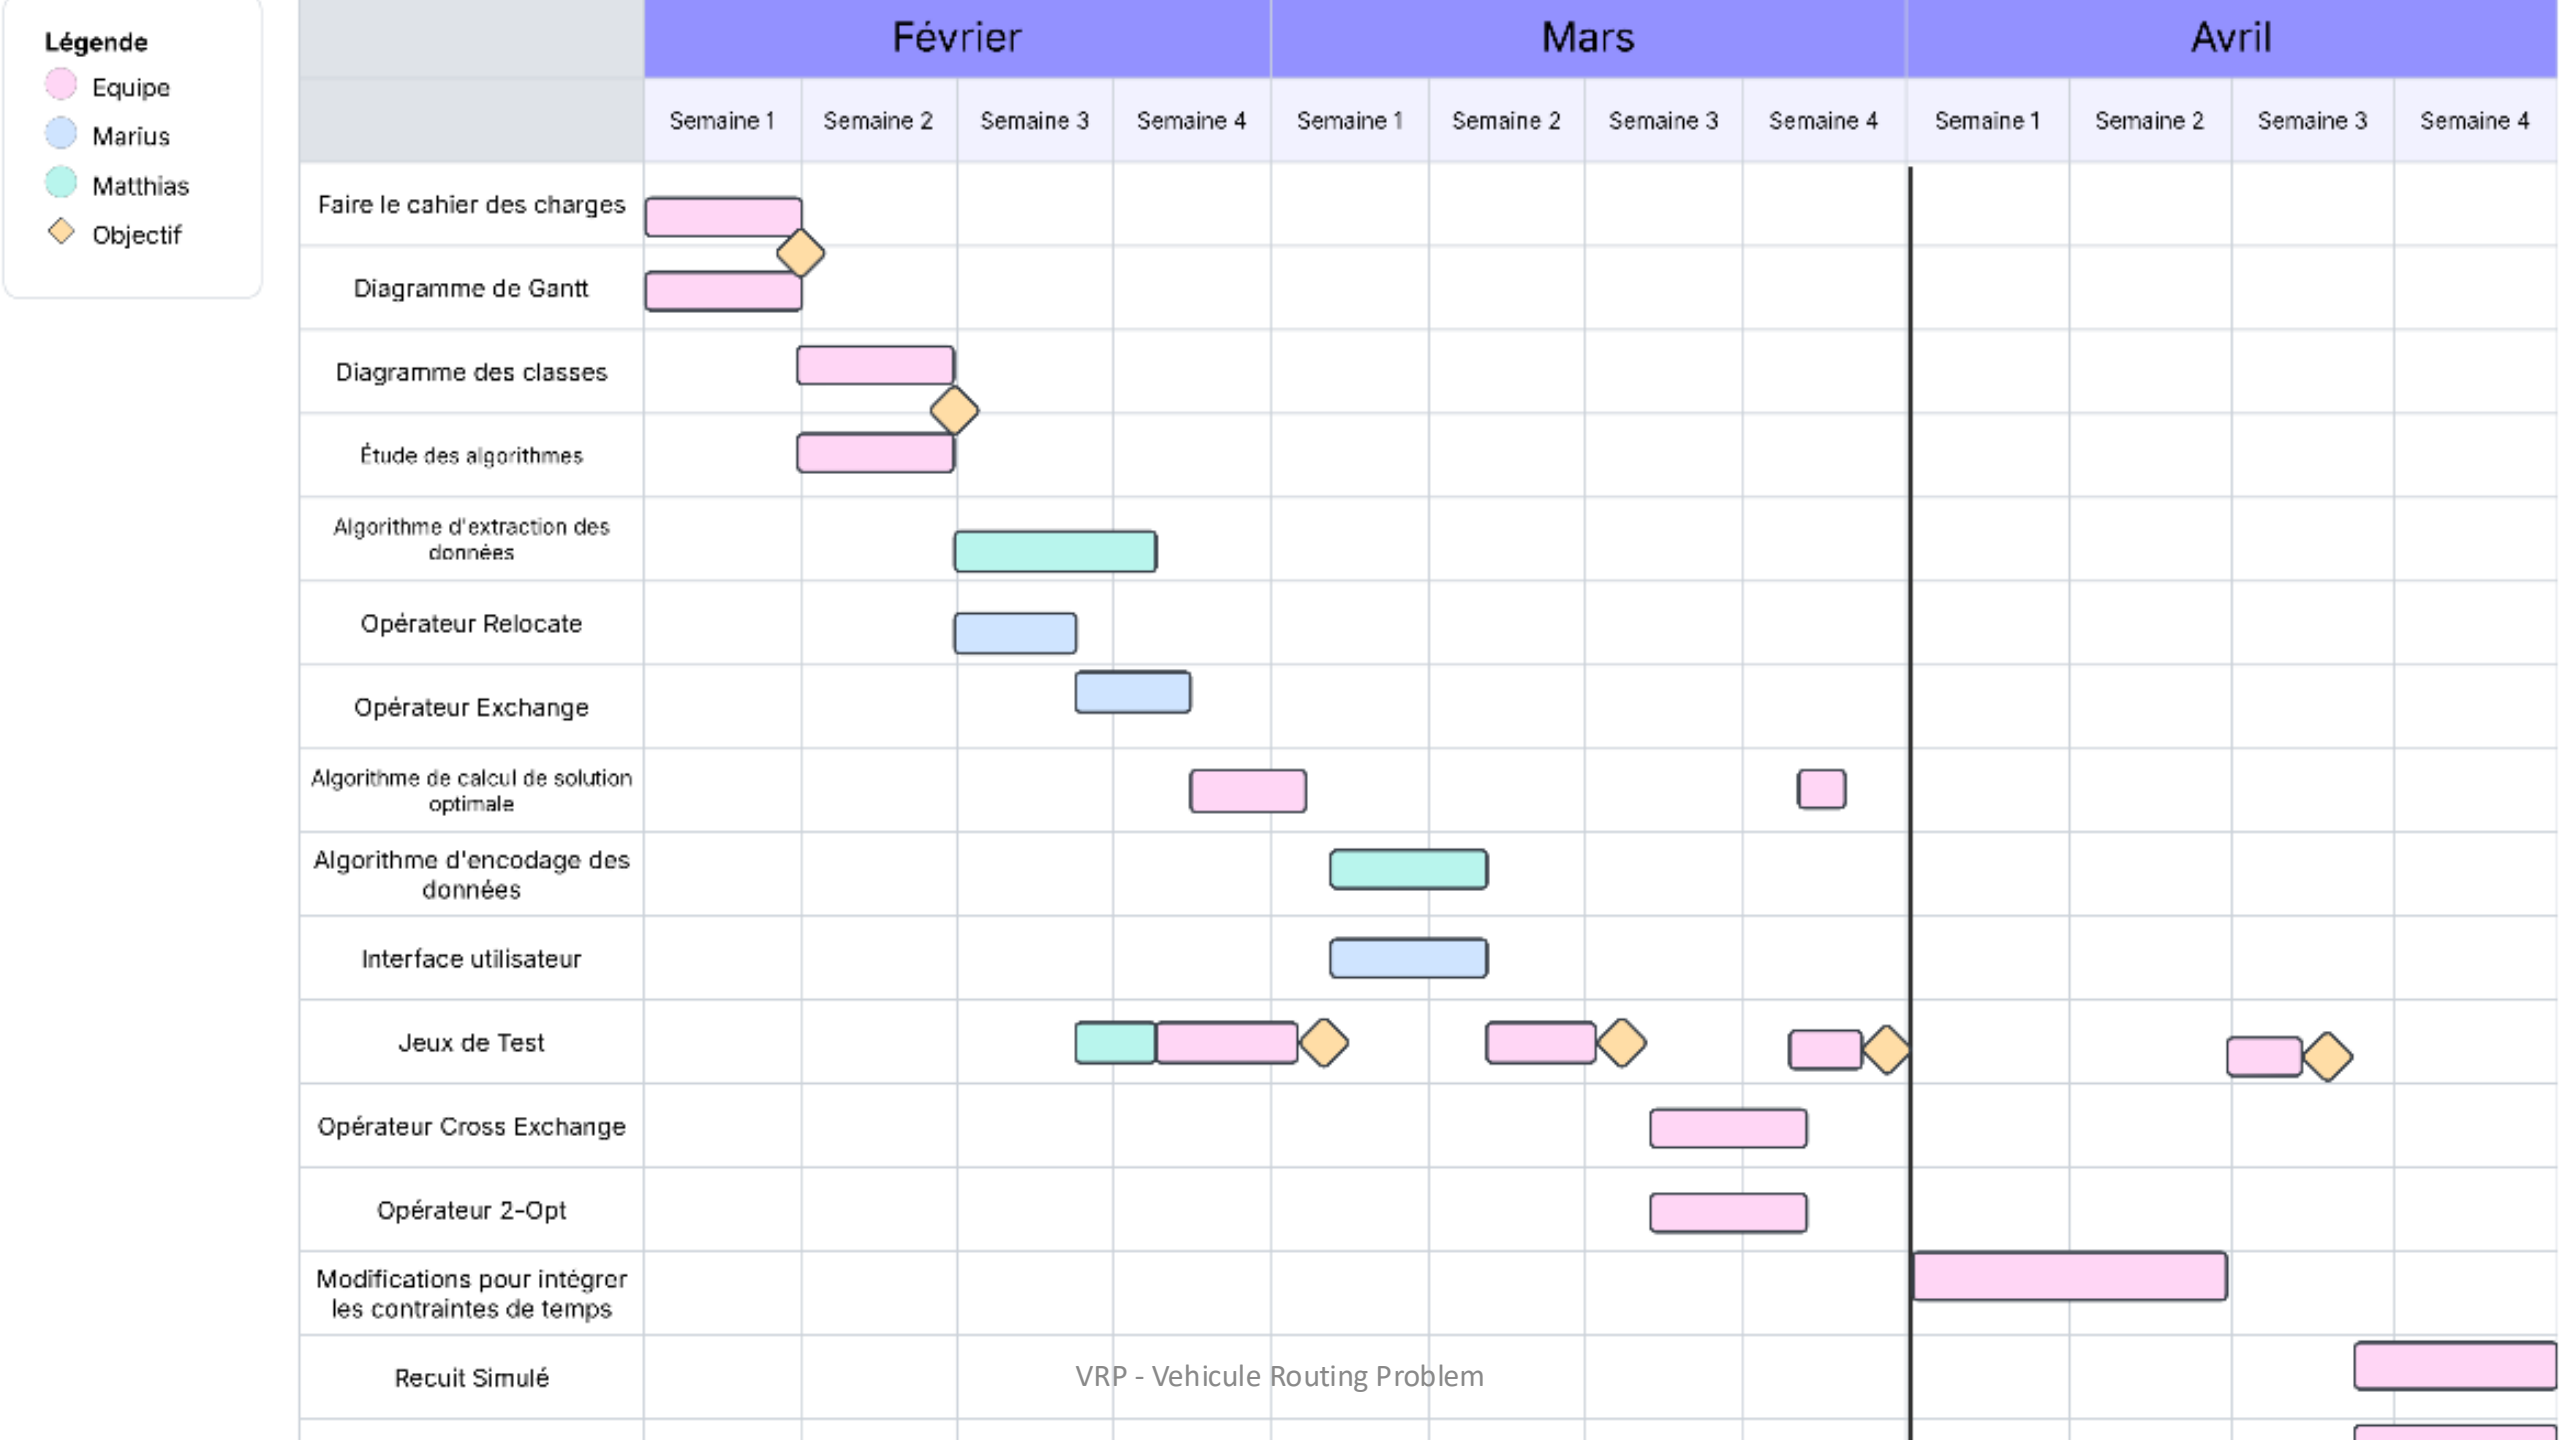 Légende
Equipe
Marius
Matthias
Objectif
Février
Mars
Avril
Semaine 1
Semaine 2
Semaine 3
Semaine 4
Semaine 1
Semaine 2
Semaine 3
Semaine 4
Semaine 1
Semaine 2
Semaine 3
Semaine 4
Faire le cahier des charges
Diagramme de Gantt
Diagramme des classes
Étude des algorithmes
Algorithme d'extraction des
données
Opérateur Relocate
Opérateur Exchange
Algorithme de calcul de solution
optimale
Algorithme d'encodage des
données
Interface utilisateur
Jeux de Test
Opérateur Cross Exchange
Opérateur 2-Opt
Modifications pour intégrer
les contraintes de temps
Recuit Simulé
VRP - Vehicule Routing Problem